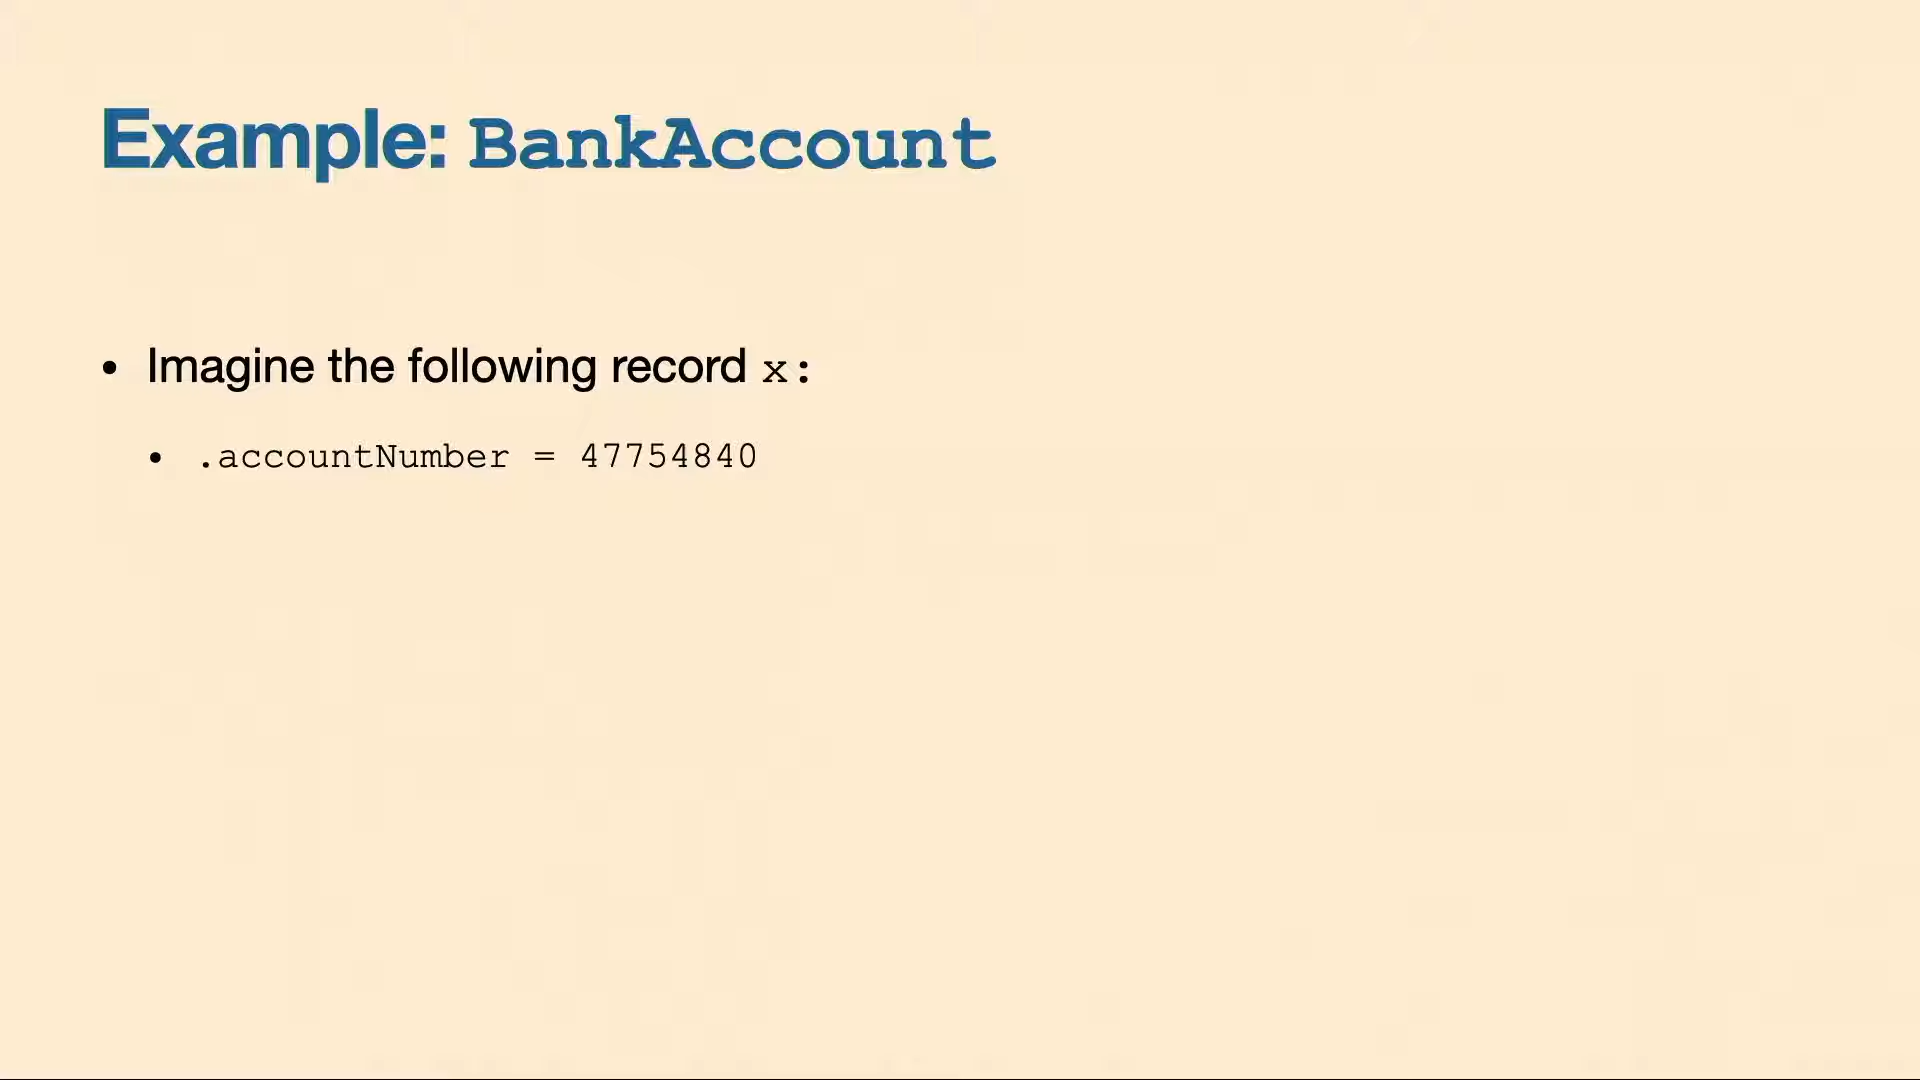 Example: BankAccount
• Imagine the following record x:
• .accountNumber = 47754840